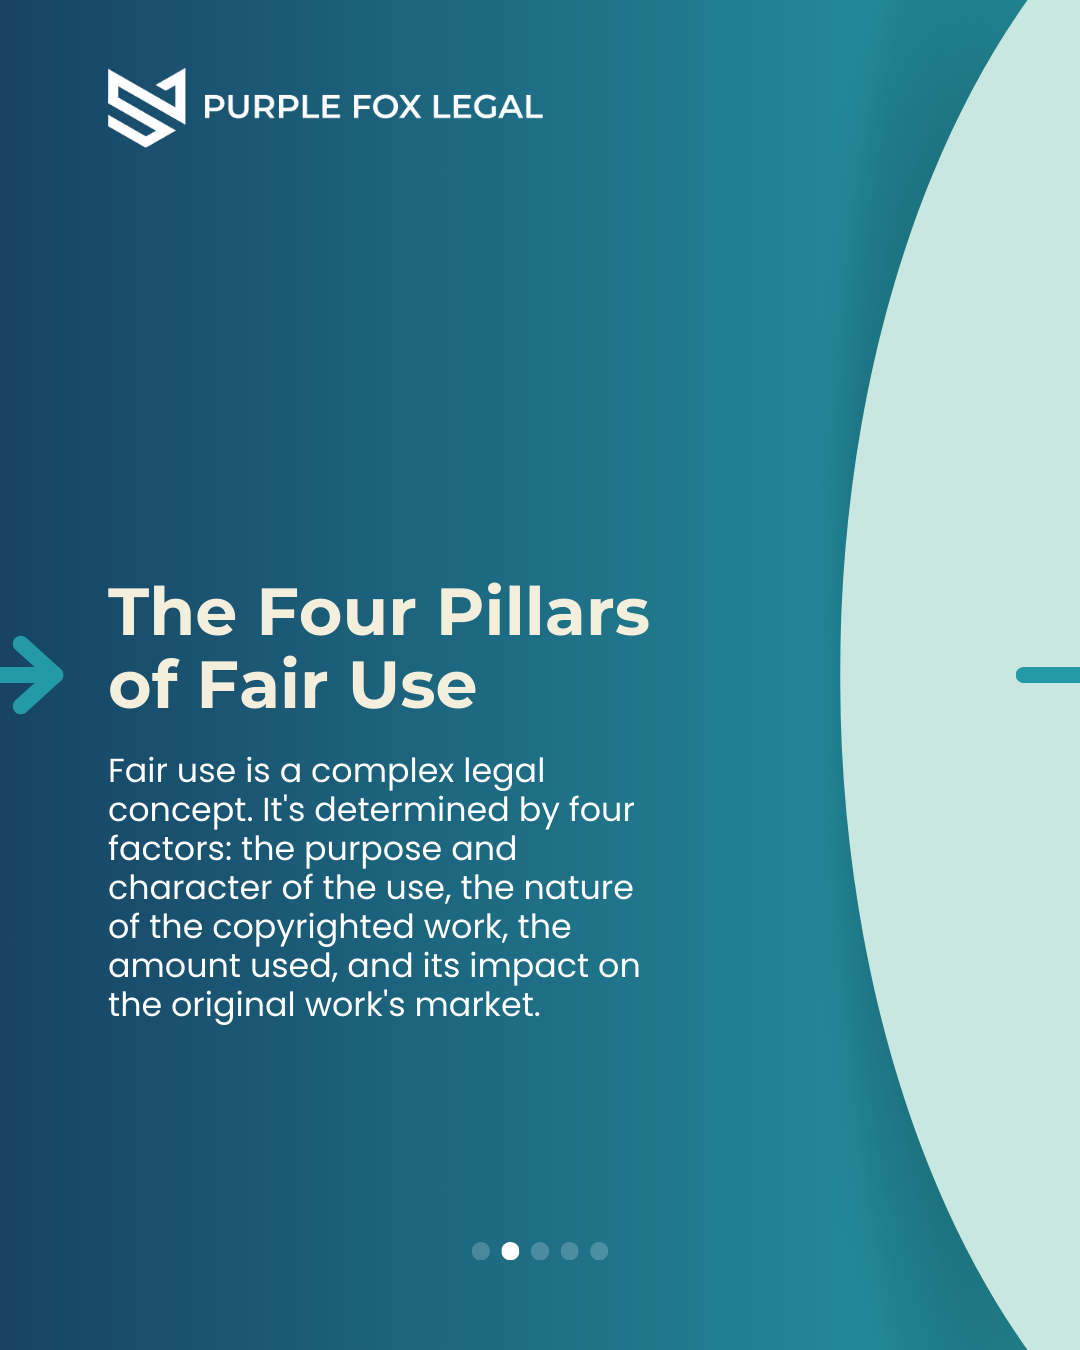 PURPLE FOX LEGAL
The Four Pillars
of Fair Use
Fair use is a complex legal
concept. It's determined by four
factors: the purpose and
character of the use, the nature
of the copyrighted work, the
amount used, and its impact on
the original work's market.